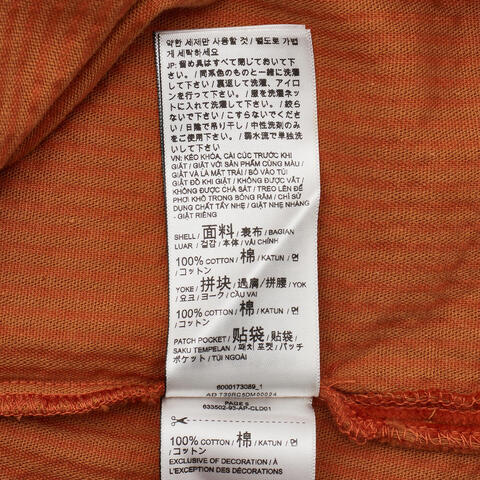 약한 세제만 사용할 것 / 별도로 가볍
게 세탁하세요
JP: 留め具はすべて閉じておいて下
さい。/ 同系色のものと一緒に洗濯
して下さい。/ 裏返して洗濯、アイロ
ンを行って下さい。/ 服を洗濯ネッ
トに入れて洗濯して下さい。/ 絞ら
ないで下さい / こすらないでくださ
い / 日陰で吊り干し / 中性洗剤のみ
をご使用下さい。/ 弱水流で単独洗
いして下さい
VN: KÉO KHÓA, CÀI CÚC TRƯỚC KHI
GIẶT / GIẶT VỚI SẢN PHẨM CÙNG MÀU /
GIẶT VÀ LÀ MẶT TRÁI / BỎ VÀO TÚI
GIẶT ĐỒ KHI GIẶT / KHÔNG ĐƯỢC VẮT /
KHÔNG ĐƯỢC CHÀ SÁT / TREO LÊN ĐỂ
PHƠI KHÔ TRONG BÓNG RÂM / CHỈ SỬ
DỤNG CHẤT TẨY NHẸ / GIẶT NHẸ NHÀNG
- GIẶT RIÊNG
SHELL / 面料 / 表布 / BAGIAN
LUAR / 겉감 / 本体 / VẢI CHÍNH
100% COTTON / 棉 / KATUN / 면
/ コットン
YOKE / 拼块 / 過肩/拼腰 / YOK
/ 요크 / ヨーク / CẦU VAI
100% COTTON / 棉 / KATUN / 면
/ コットン
PATCH POCKET / 贴袋 / 貼袋 /
SAKU TEMPELAN / 패치 포켓 / パッチ
ポケット / TÚI NGOÀI
6000173089_1
AD T30RC5DM00024
PAGE 5
633502-93-AP-CLD01
100% COTTON / 棉 / KATUN / 면
/ コットン
EXCLUSIVE OF DECORATION / À
L'EXCEPTION DES DÉCORATIONS